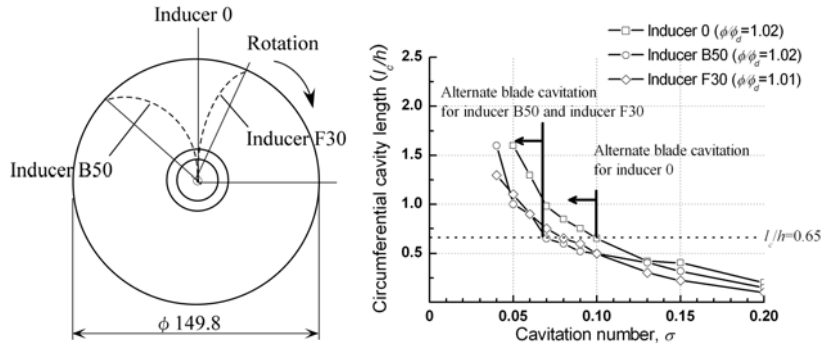 Inducer 0
Rotation
Inducer F30
Inducer B50
ϕ 149.8
Inducer 0 (ϕ/ϕd=1.02)
Inducer B50 (ϕ/ϕd=1.02)
Inducer F30 (ϕ/ϕd=1.01)
Circumferential cavity length (lc/h)
2.5
2.0
1.5
1.0
0.5
Alternate blade cavitation
for inducer B50 and inducer F30
Alternate blade cavitation
for inducer 0
lc/h=0.65
0 0.05 0.10 0.15 0.20
Cavitation number, σ